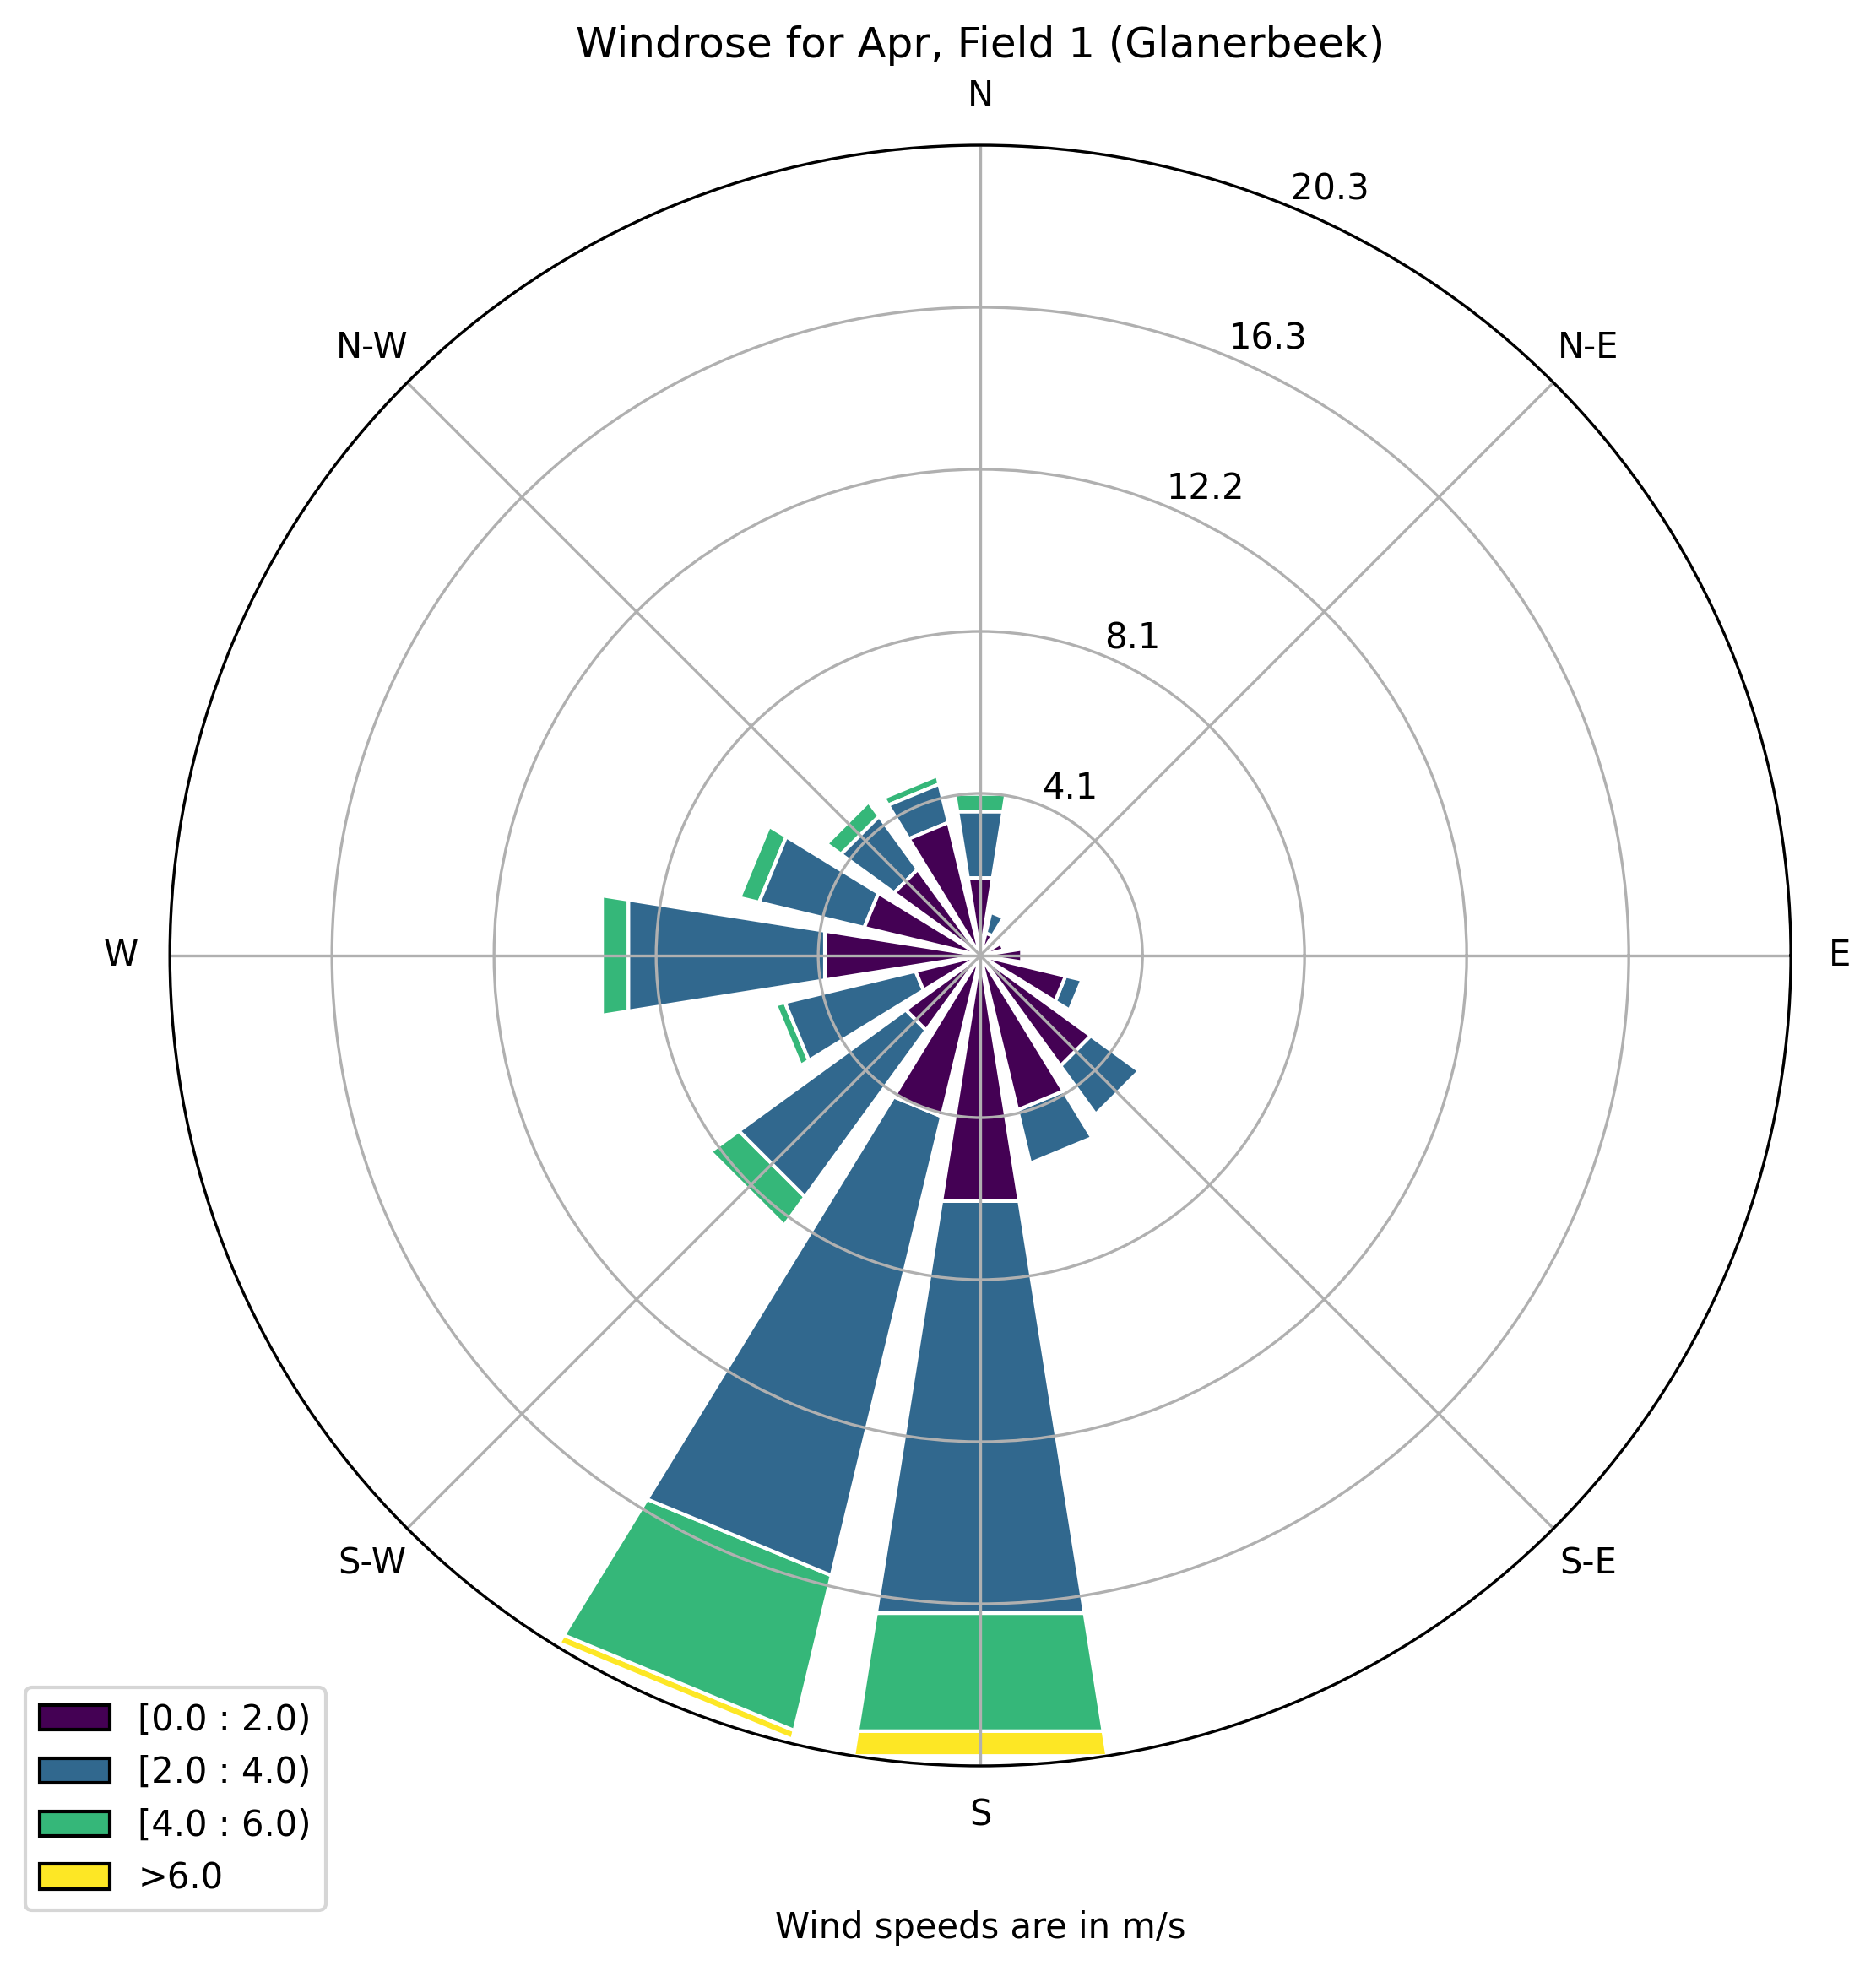 Windrose for Apr, Field 1 (Glanerbeek)
N
20.3
N-W
16.3
N-E
12.2
8.1
4.1
W
E
S-W
S-E
[0.0 : 2.0)
[2.0 : 4.0)
S
[4.0 : 6.0)
>6.0
Wind speeds are in m/s